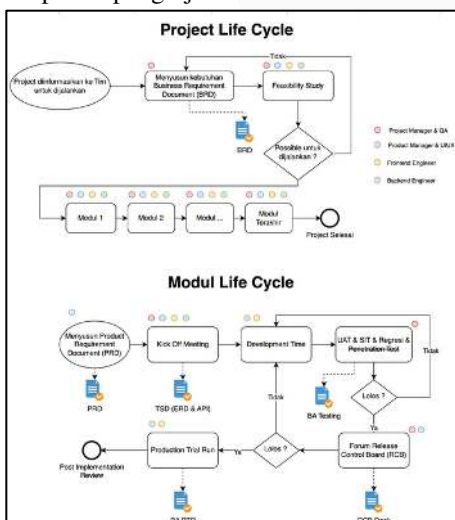 Project Life Cycle
Project diinformasikan ke Tim
untuk dijalankan
Menyusun kebutuhan
Business Requirement
Document (BRD)
Feasibility Study
Tidak
BRD
Possible untuk
dijalankan ?
Project Manager & QA
Product Manager & UI/UX
Frontend Engineer
Backend Engineer
Modul 1
Modul 2
Modul ...
Modul
Terakhir
Project Selesai
Modul Life Cycle
Menyusun Product
Requirement
Document (PRD)
Kick Off Meeting
Development Time
UAT & SIT & Regresi &
Penetration Test
Tidak
PRD
TSD (ERD & API)
BA Testing
Lolos ?
Tidak
Ya
Production Trial Run
Ya
Lolos ?
Forum Release
Control Board (RCB)
Post Implementation
Review